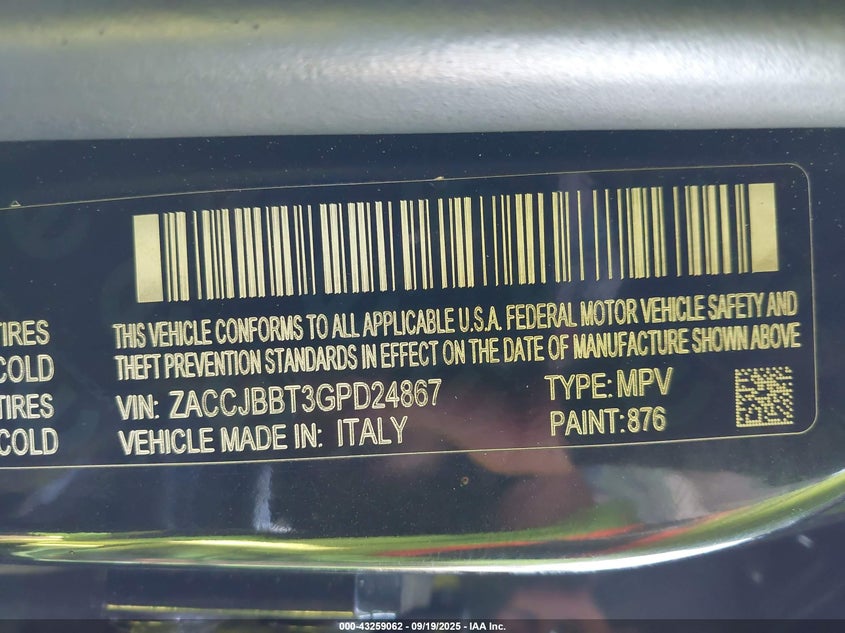 THIS VEHICLE CONFORMS TO ALL APPLICABLE U.S.A. FEDERAL MOTOR VEHICLE SAFETY AND
TIRES
THEFT PREVENTION STANDARDS IN EFFECT ON THE DATE OF MANUFACTURE SHOWN ABOVE
COLD
VIN: ZACCJBBT3GPD24867 TYPE: MPV
TIRES
VEHICLE MADE IN: ITALY PAINT: 876
COLD
000-43259062 - 09/19/2025 - IAA Inc.